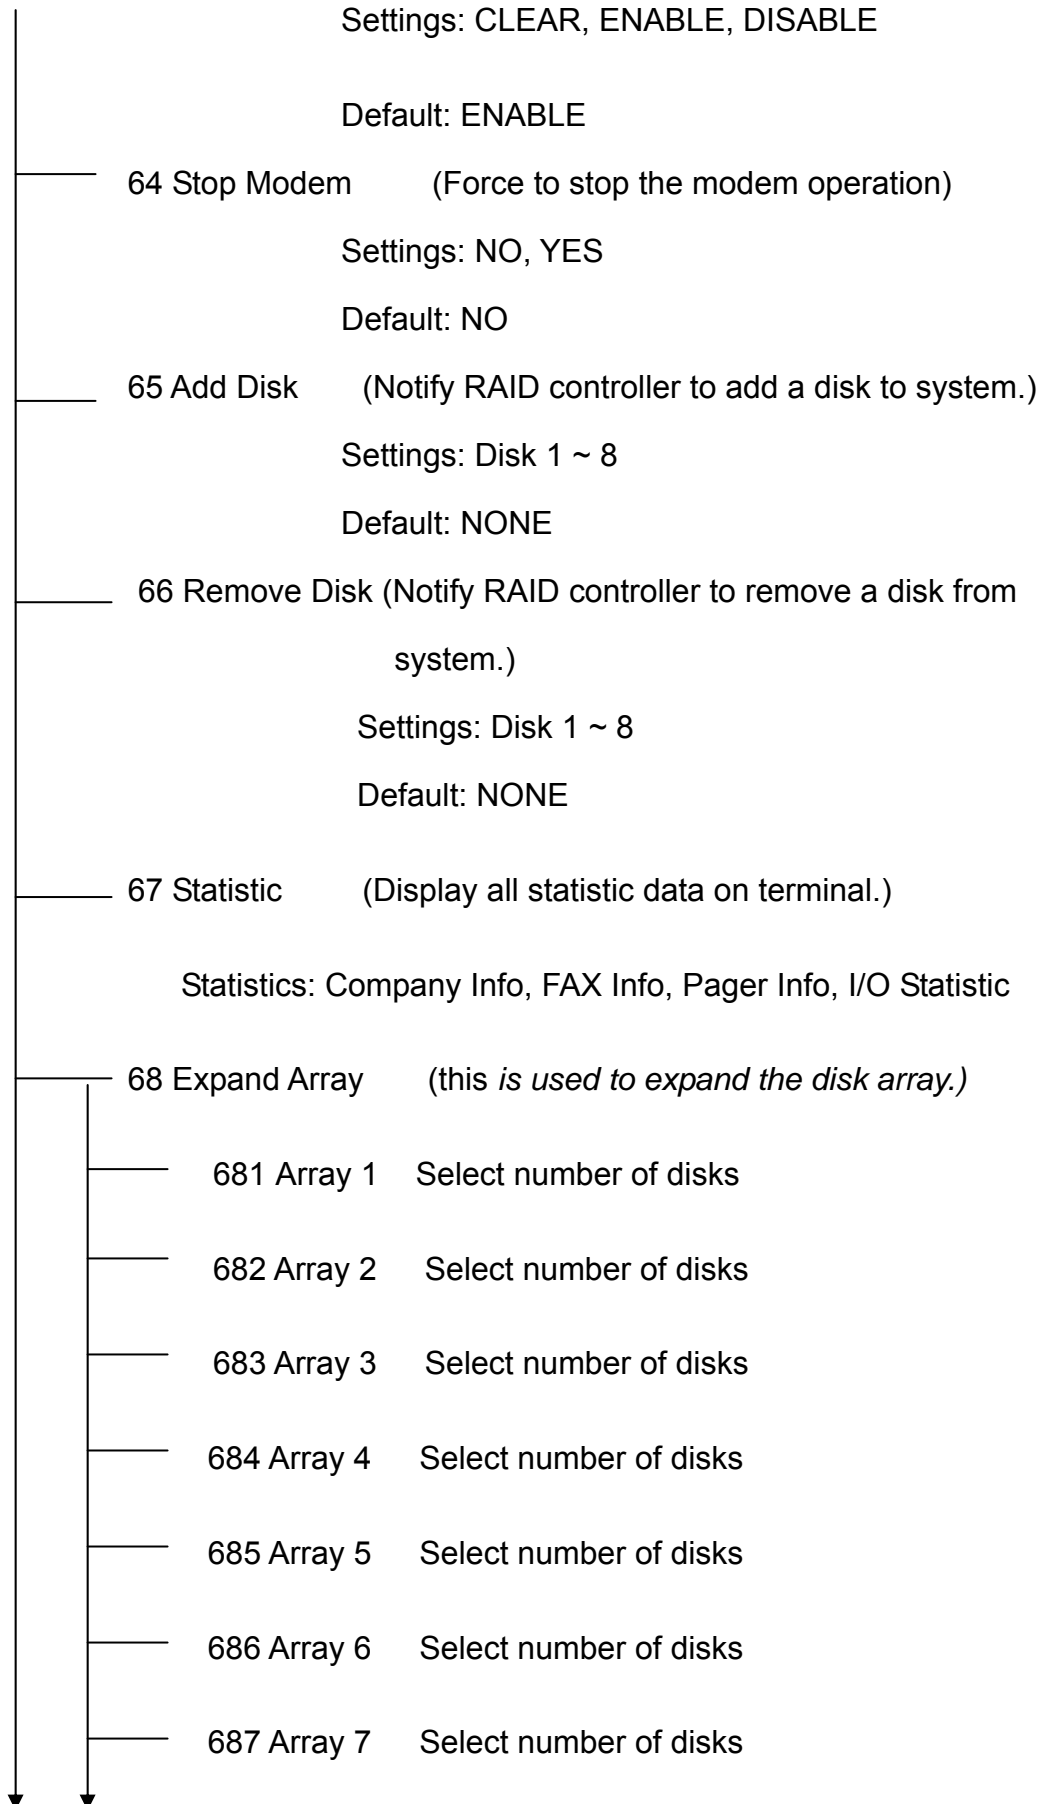 Settings: CLEAR, ENABLE, DISABLE
Default: ENABLE
64 Stop Modem (Force to stop the modem operation)
Settings: NO, YES
Default: NO
65 Add Disk (Notify RAID controller to add a disk to system.)
Settings: Disk 1 ~ 8
Default: NONE
66 Remove Disk (Notify RAID controller to remove a disk from
system.)
Settings: Disk 1 ~ 8
Default: NONE
67 Statistic (Display all statistic data on terminal.)
Statistics: Company Info, FAX Info, Pager Info, I/O Statistic
68 Expand Array (this is used to expand the disk array.)
681 Array 1 Select number of disks
682 Array 2 Select number of disks
683 Array 3 Select number of disks
684 Array 4 Select number of disks
685 Array 5 Select number of disks
686 Array 6 Select number of disks
687 Array 7 Select number of disks